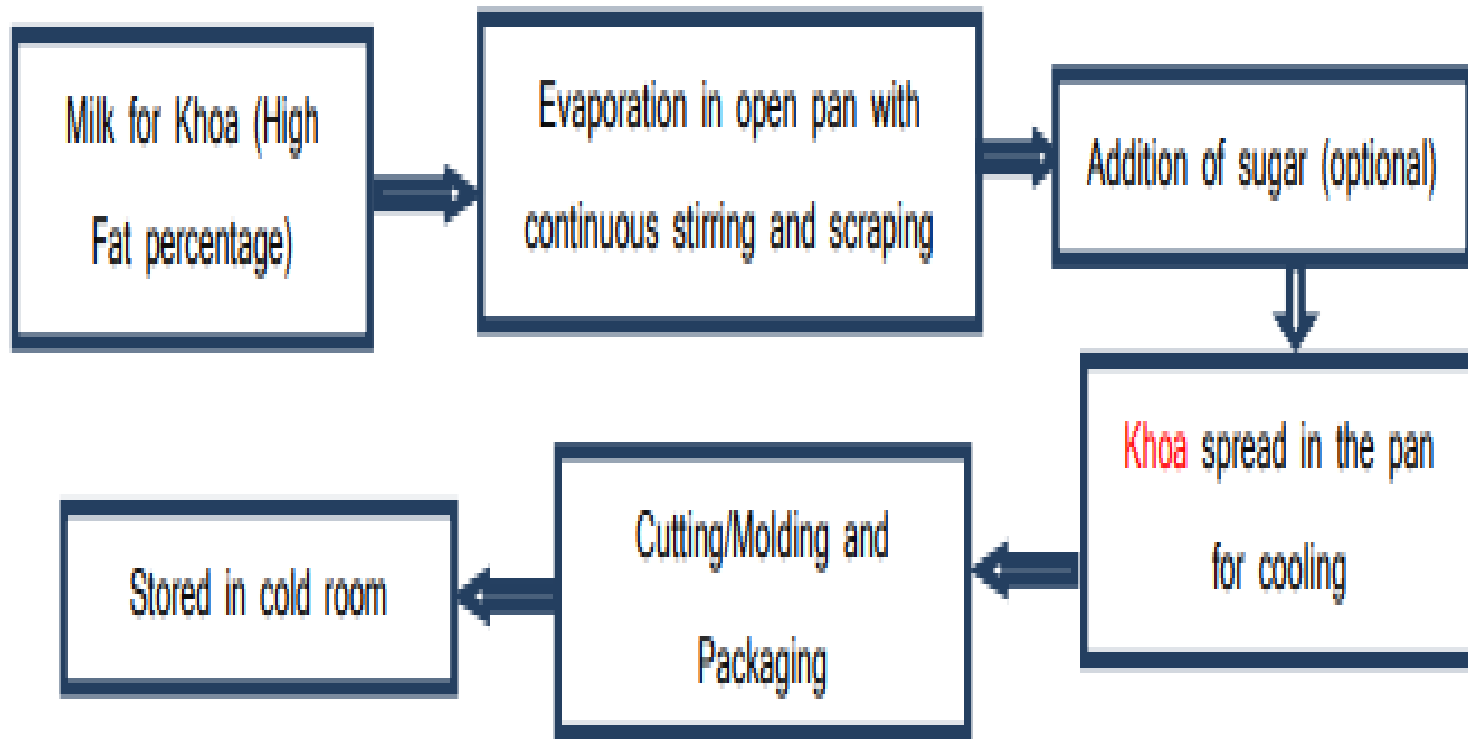 Milk for Khoa (High
Fat percentage)
Evaporation in open pan with
continuous stirring and scraping
Addition of sugar (optional)
Khoa spread in the pan
for cooling
Cutting/Molding and
Packaging
Stored in cold room